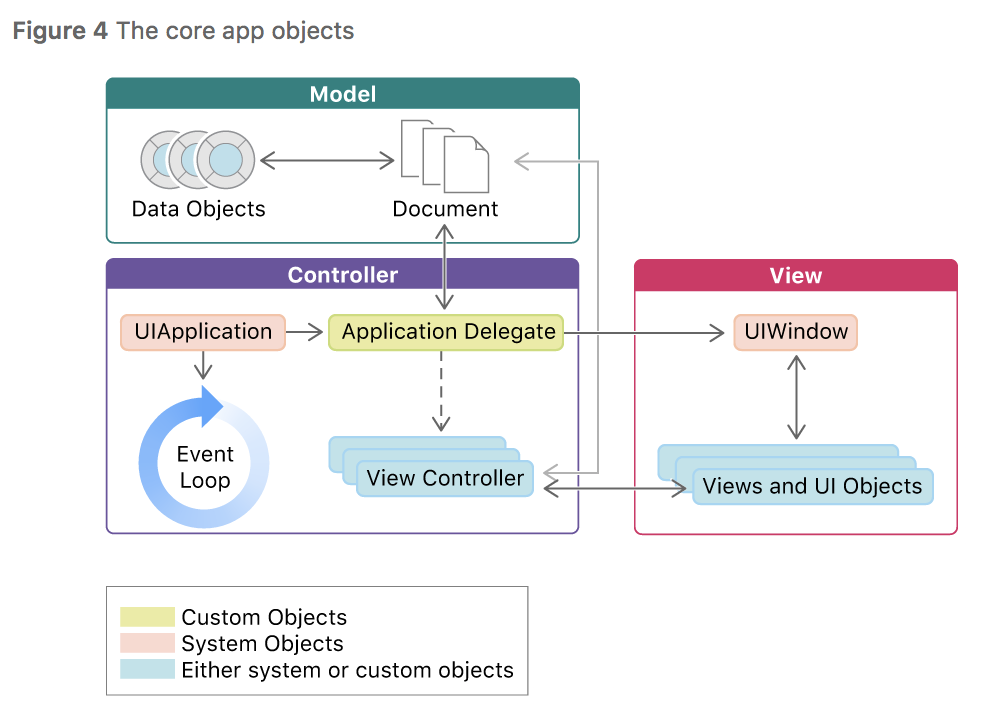 Figure 4 The core app objects
Model
Data Objects
Document
Controller
UIApplication
Application Delegate
Event
Loop
View Controller
View
UIWindow
Views and UI Objects
Custom Objects
System Objects
Either system or custom objects